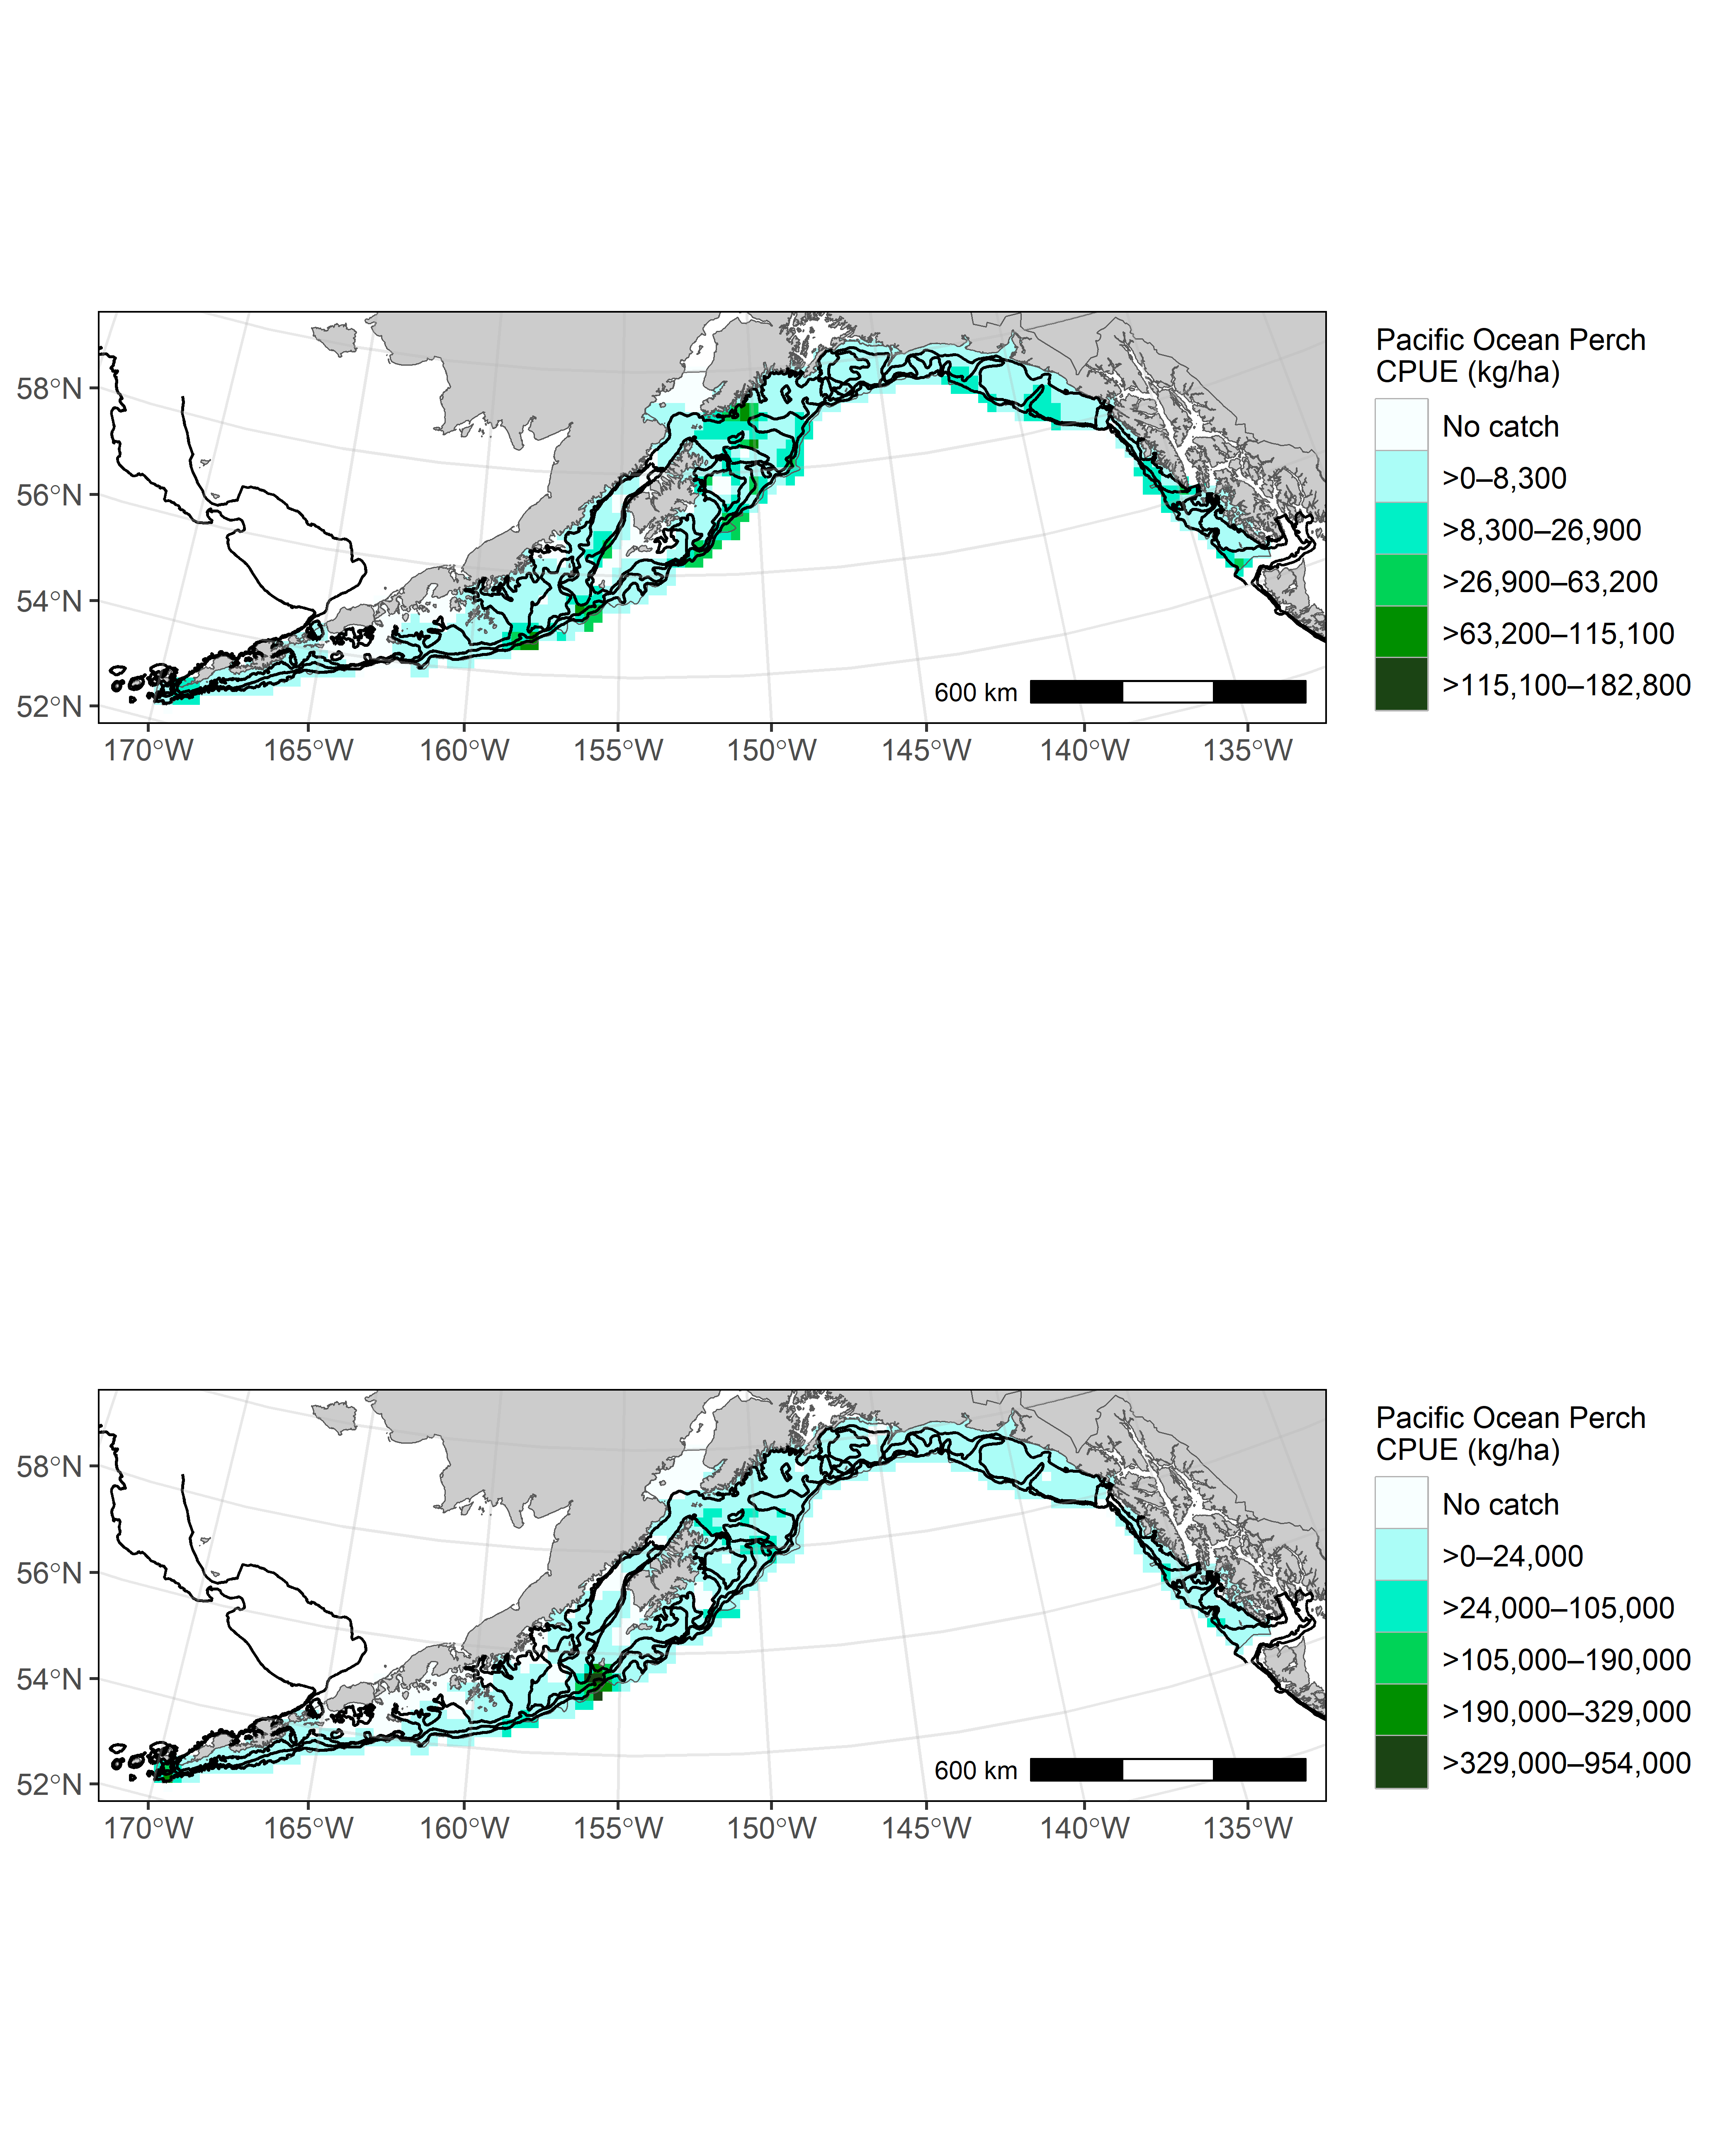 Pacific Ocean Perch
CPUE (kg/ha)
No catch
>0–8,300
>8,300–26,900
>26,900–63,200
>63,200–115,100
>115,100–182,800
58°N
56°N
54°N
52°N
600 km
170°W 165°W 160°W 155°W 150°W 145°W 140°W 135°W
Pacific Ocean Perch
CPUE (kg/ha)
No catch
>0–24,000
>24,000–105,000
>105,000–190,000
>190,000–329,000
>329,000–954,000
58°N
56°N
54°N
52°N
600 km
170°W 165°W 160°W 155°W 150°W 145°W 140°W 135°W